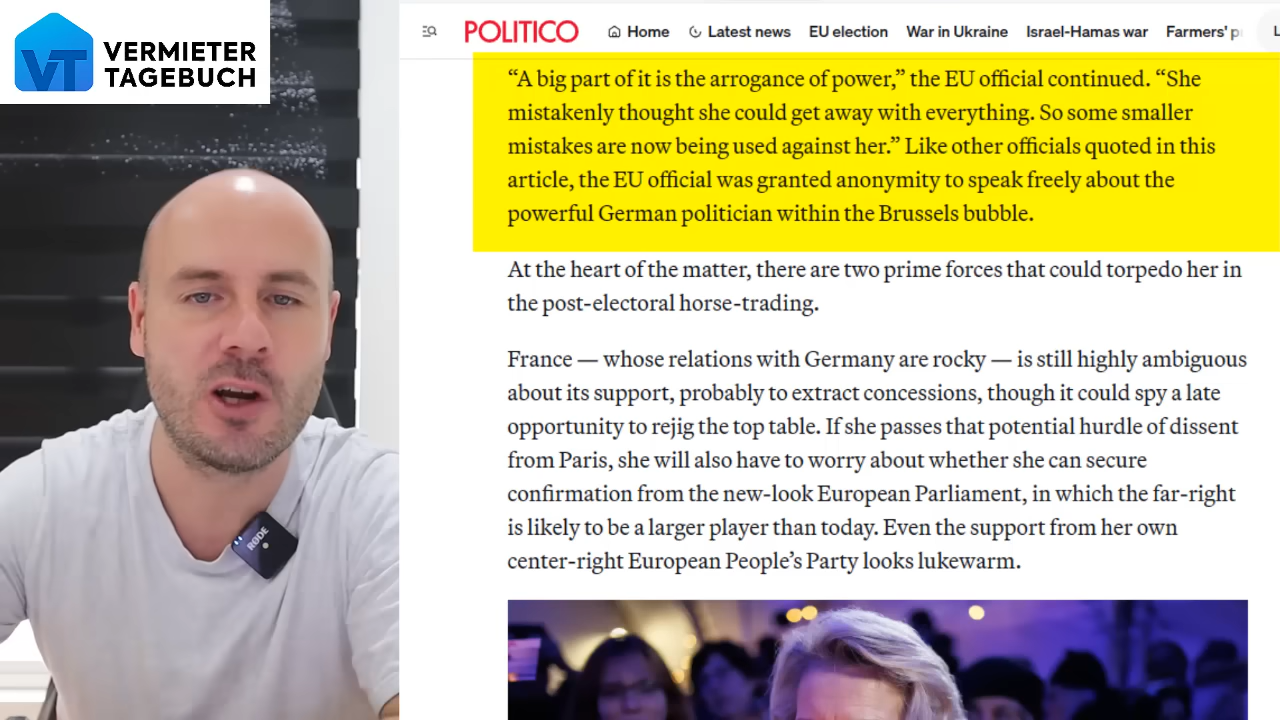 VERMIETER
TAGEBUCH
VT
POLITICO
Home Latest news EU election War in Ukraine Israel-Hamas war Farmers'
“A big part of it is the arrogance of power,” the EU official continued. “She
mistakenly thought she could get away with everything. So some smaller
mistakes are now being used against her.” Like other officials quoted in this
article, the EU official was granted anonymity to speak freely about the
powerful German politician within the Brussels bubble.
At the heart of the matter, there are two prime forces that could torpedo her in
the post-electoral horse-trading.
France — whose relations with Germany are rocky — is still highly ambiguous
about its support, probably to extract concessions, though it could spy a late
opportunity to rejig the top table. If she passes that potential hurdle of dissent
from Paris, she will also have to worry about whether she can secure
confirmation from the new-look European Parliament, in which the far-right
is likely to be a larger player than today. Even the support from her own
center-right European People’s Party looks lukewarm.
RØDE